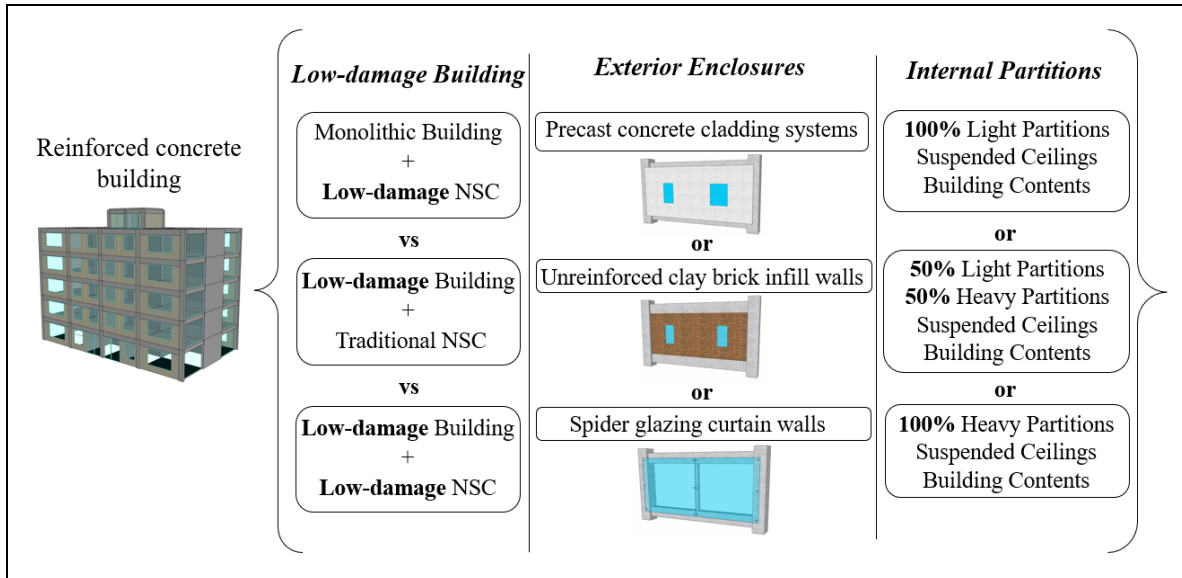 Reinforced concrete
building
Low-damage Building
Monolithic Building
+
Low-damage NSC
vs
Low-damage Building
+
Traditional NSC
vs
Low-damage Building
+
Low-damage NSC
Exterior Enclosures
Precast concrete cladding systems
or
Unreinforced clay brick infill walls
or
Spider glazing curtain walls
Internal Partitions
100% Light Partitions
Suspended Ceilings
Building Contents
or
50% Light Partitions
50% Heavy Partitions
Suspended Ceilings
Building Contents
or
100% Heavy Partitions
Suspended Ceilings
Building Contents